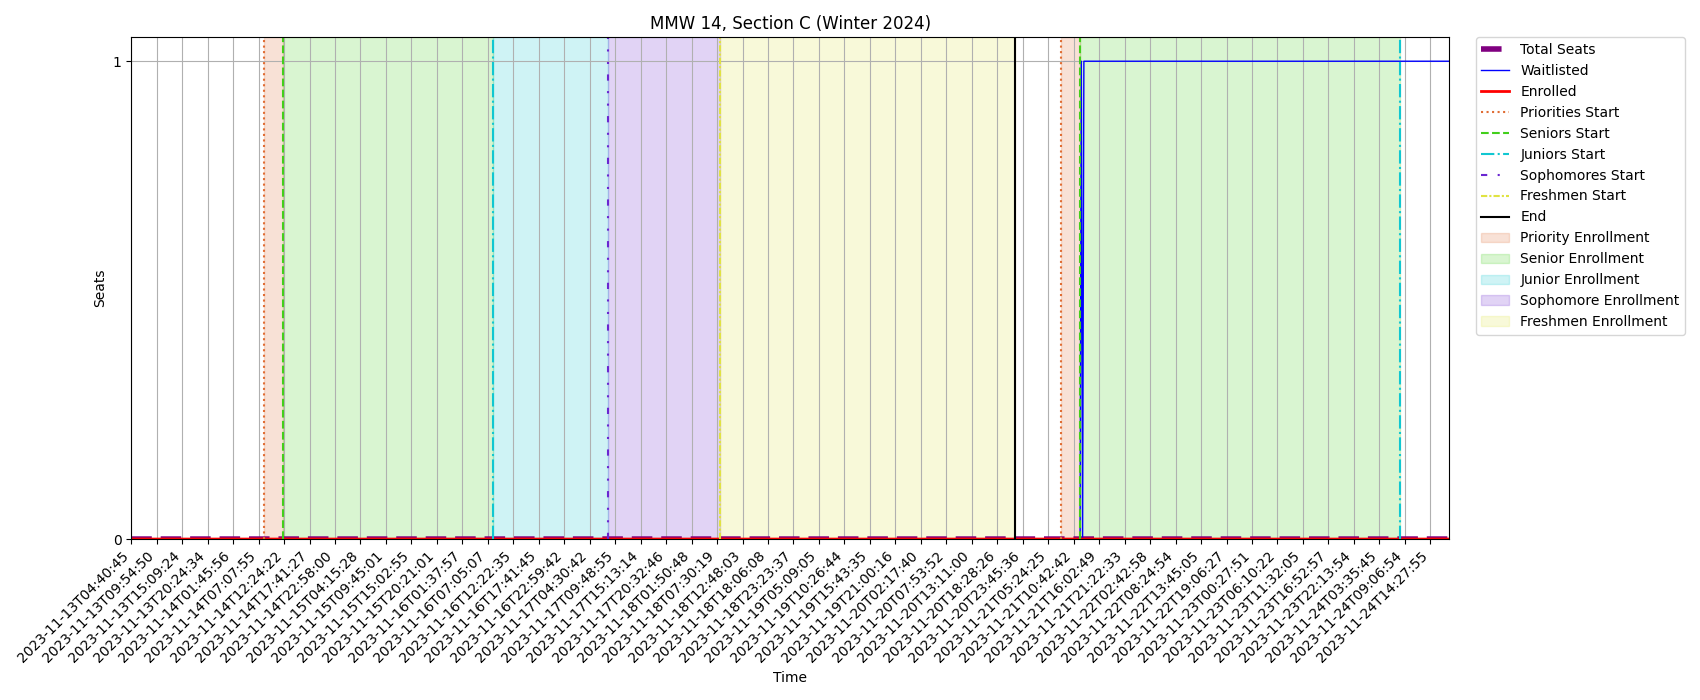 MMW 14, Section C (Winter 2024)
Total Seats
Waitlisted
Enrolled
Priorities Start
Seniors Start
Juniors Start
Sophomores Start
Freshmen Start
End
Priority Enrollment
Senior Enrollment
Junior Enrollment
Sophomore Enrollment
Freshmen Enrollment
Seats
1
0
2023-11-13T04:40:45
2023-11-13T09:54:50
2023-11-13T15:09:24
2023-11-13T20:24:34
2023-11-14T01:45:56
2023-11-14T07:07:55
2023-11-14T12:24:22
2023-11-14T17:41:27
2023-11-14T22:58:00
2023-11-15T04:15:28
2023-11-15T09:45:01
2023-11-15T15:02:55
2023-11-15T20:21:01
2023-11-16T01:37:57
2023-11-16T07:05:07
2023-11-16T12:22:35
2023-11-16T17:41:45
2023-11-16T22:59:42
2023-11-17T04:30:42
2023-11-17T09:48:55
2023-11-17T15:13:14
2023-11-17T20:32:46
2023-11-18T01:50:48
2023-11-18T07:30:19
2023-11-18T12:48:03
2023-11-18T18:06:08
2023-11-18T23:23:37
2023-11-19T05:09:05
2023-11-19T10:26:44
2023-11-19T15:43:35
2023-11-19T21:00:16
2023-11-20T02:17:40
2023-11-20T07:53:52
2023-11-20T13:11:00
2023-11-20T18:28:26
2023-11-20T23:45:36
2023-11-21T05:24:25
2023-11-21T10:42:42
2023-11-21T16:02:49
2023-11-21T21:22:33
2023-11-22T02:42:58
2023-11-22T08:24:54
2023-11-22T13:45:05
2023-11-22T19:06:27
2023-11-23T00:27:51
2023-11-23T06:10:22
2023-11-23T11:32:05
2023-11-23T16:52:57
2023-11-23T22:13:54
2023-11-24T03:35:45
2023-11-24T09:06:54
2023-11-24T14:27:55
Time